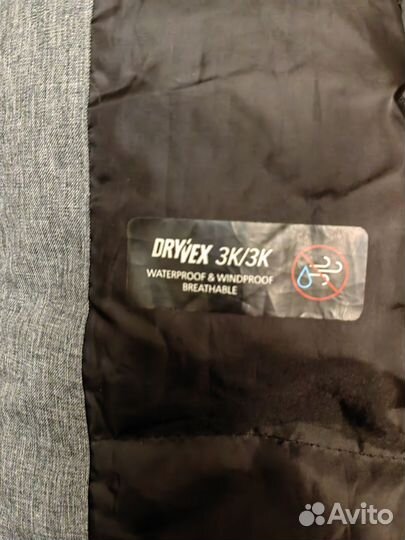 DRYVEX 3K/3K
WATERPROOF & WINDPROOF
BREATHABLE
Avito